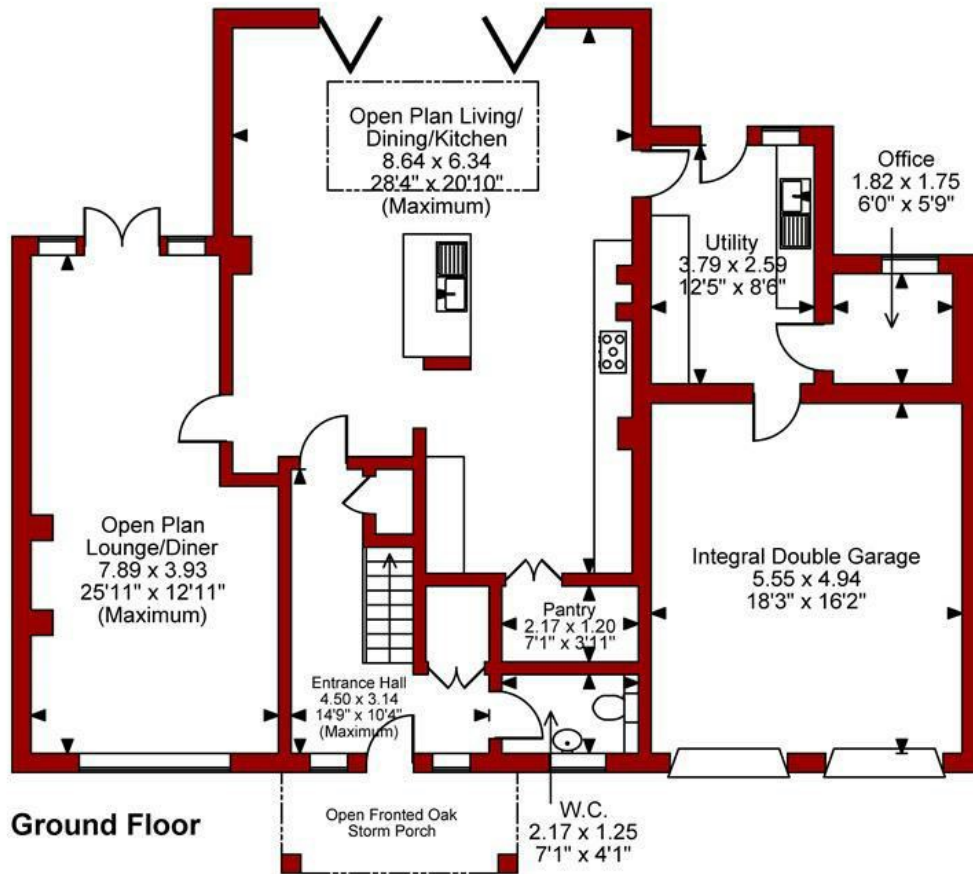 Open Plan Living/
Dining/Kitchen
8.64 x 6.34
28'4" x 20'10"
(Maximum)
Office
1.82 x 1.75
6'0" x 5'9"
Utility
3.79 x 2.59
12'5" x 8'6"
Open Plan
Lounge/Diner
7.89 x 3.93
25'11" x 12'11"
(Maximum)
Integral Double Garage
5.55 x 4.94
18'3" x 16'2"
Pantry
2.17 x 1.20
7'1" x 3'11"
Entrance Hall
4.50 x 3.14
14'9" x 10'4"
(Maximum)
Open Fronted Oak
Storm Porch
W.C.
2.17 x 1.25
7'1" x 4'1"
Ground Floor